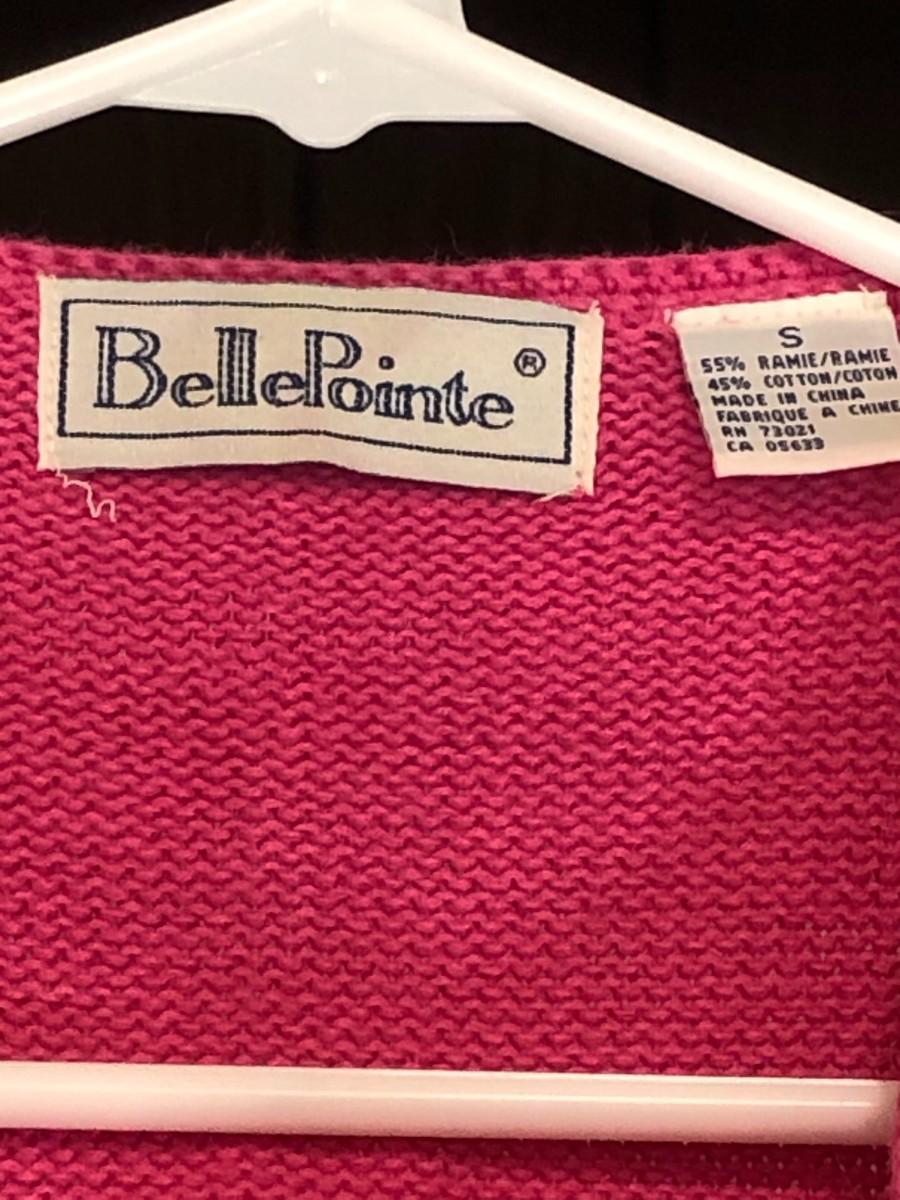 BellePointe®
S
55% RAMIE/RAMIE
45% COTTON/COTON
MADE IN CHINA
FABRIQUE A CHINE
RN 73021
CA 05633